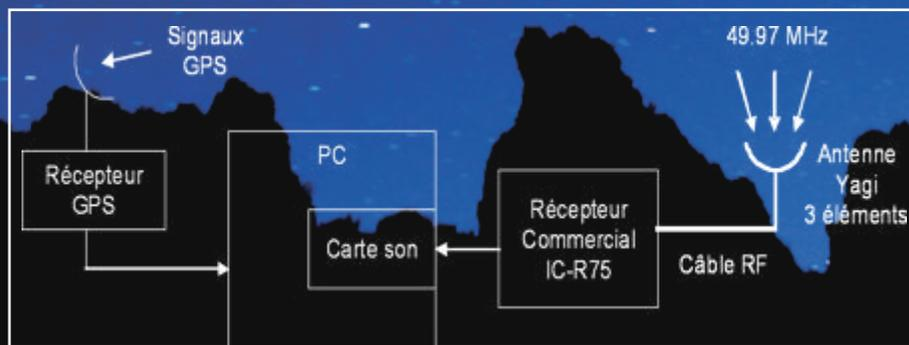 Signaux
GPS
49.97 MHz
PC
Récepteur
GPS
Carte son
Récepteur
Commercial
IC-R75
Câble RF
Antenne
Yagi
3 éléments